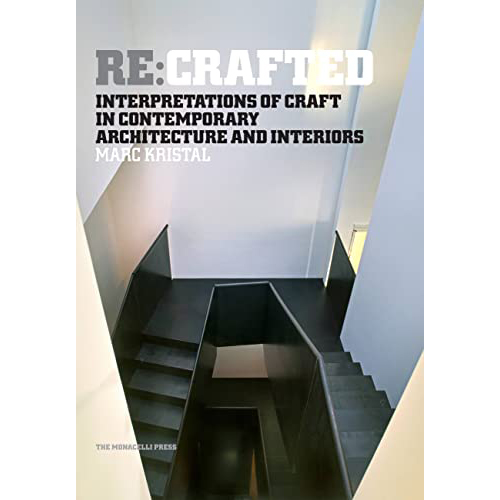 RE:CRAFTED
INTERPRETATIONS OF CRAFT
IN CONTEMPORARY
ARCHITECTURE AND INTERIORS
MARC KRISTAL
THE MONACELLI PRESS